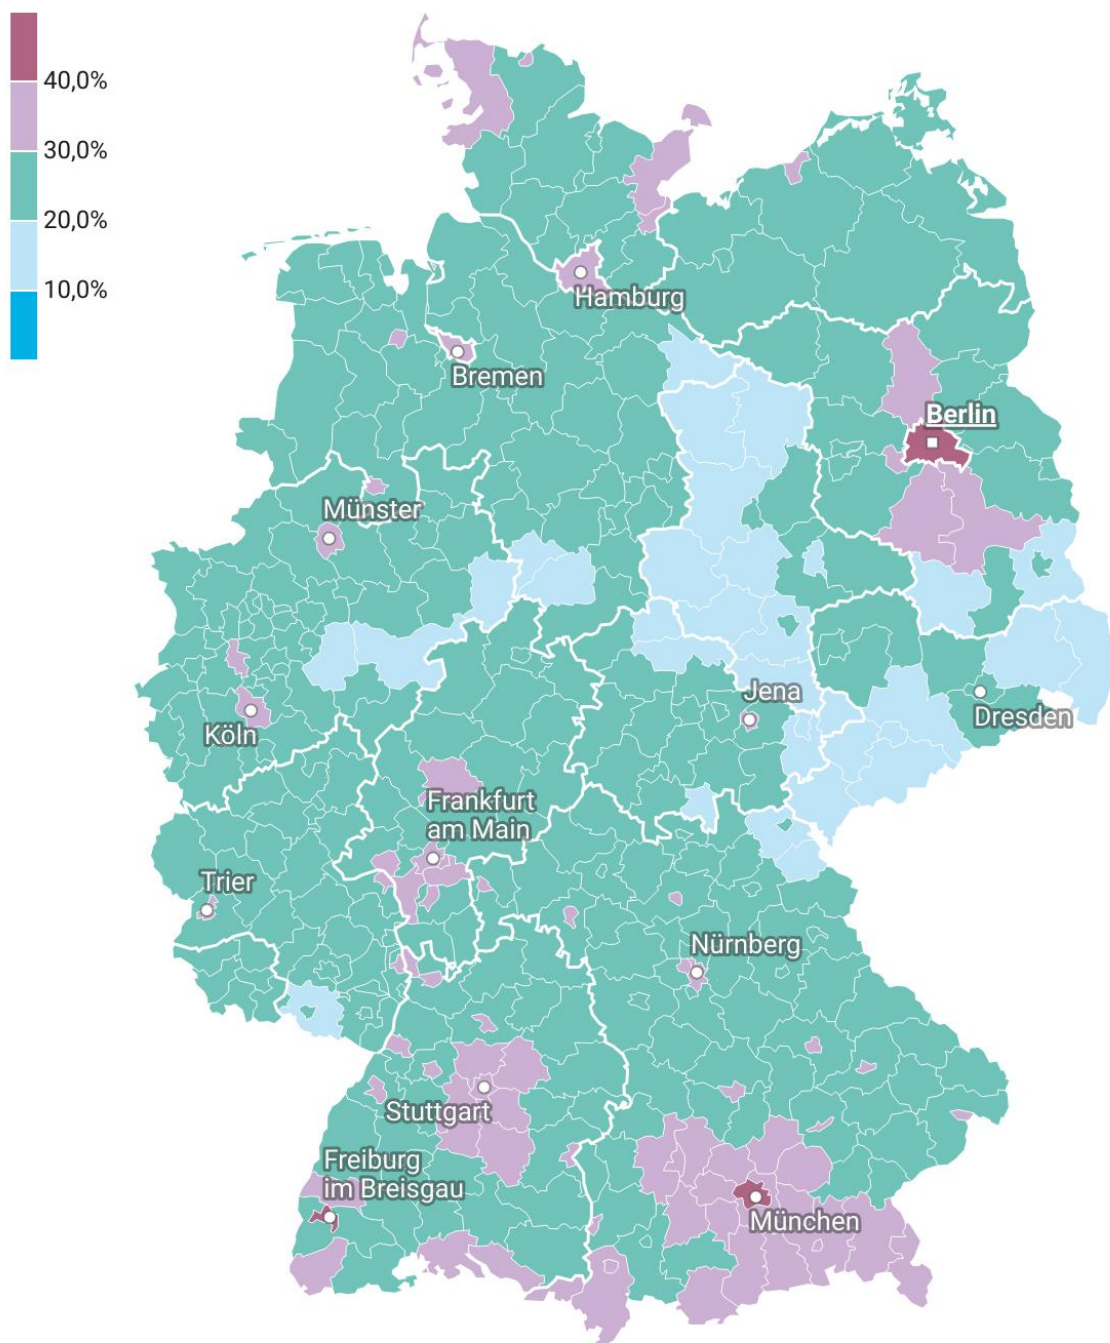 40,0%
30,0%
20,0%
10,0%
Hamburg
Bremen
Berlin
Münster
Köln
Jena
Dresden
Frankfurt
am Main
Trier
Nürnberg
Stuttgart
Freiburg
im Breisgau
München